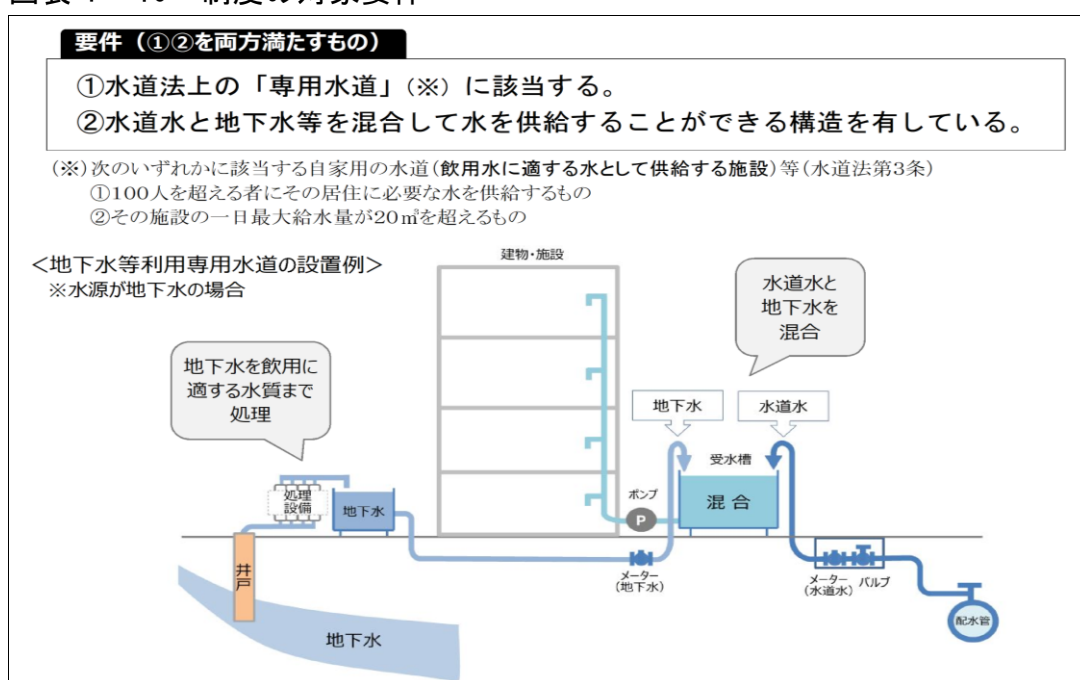 要件（①②を両方満たすもの）
①水道法上の「専用水道」（※）に該当する。
②水道水と地下水等を混合して水を供給することができる構造を有している。
(※)次のいずれかに該当する自家用の水道(飲用水に適する水として供給する施設)等(水道法第3条)
①100人を超える者にその居住に必要な水を供給するもの
②その施設の一日最大給水量が20㎥を超えるもの
＜地下水等利用専用水道の設置例＞
※水源が地下水の場合
建物・施設
水道水と
地下水を
混合
地下水を飲用に
適する水質まで
処理
地下水
水道水
受水槽
処理
設備
地下水
ポンプ
P
混合
井戸
メーター
(地下水)
メーター
(水道水)
バルブ
配水管
地下水